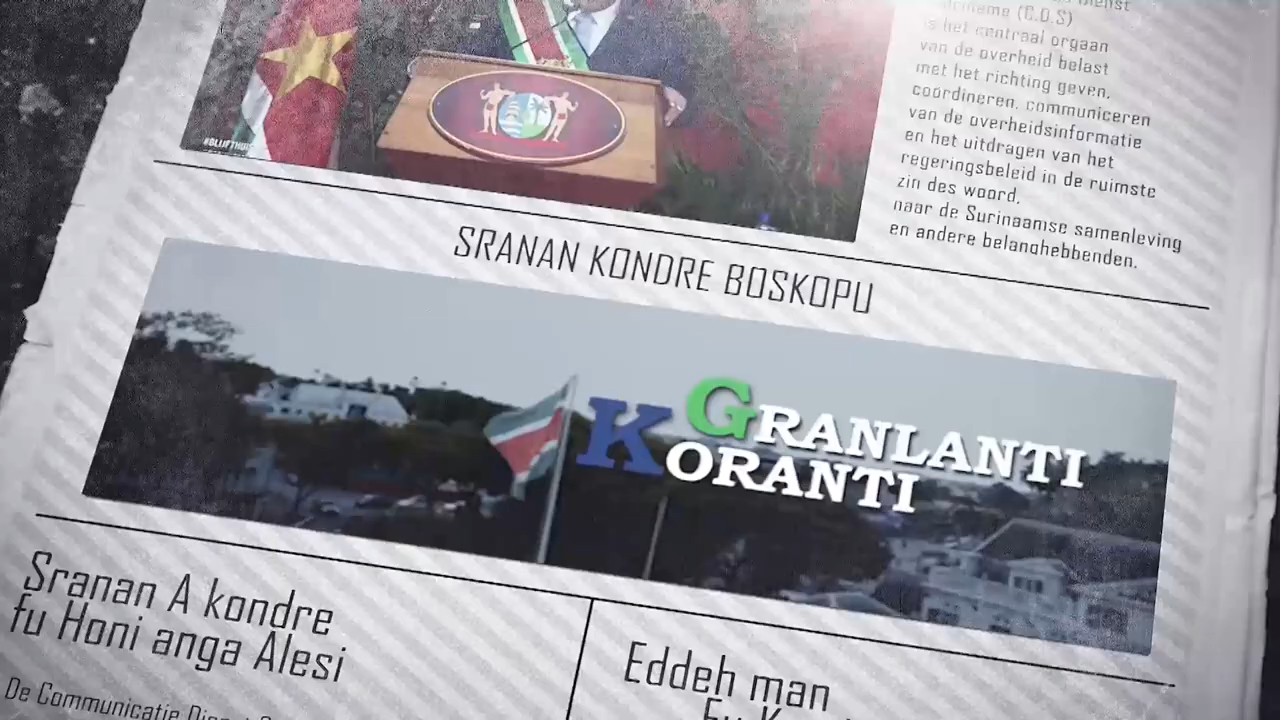 (C.D.S)
is het centraal orgaan
van de overheid belast
met het richting geven,
coördineren, communiceren
van de overheidsinformatie
en het uitdragen van het
regeringsbeleid in de ruimste
zin des woord,
naar de Surinaamse samenleving
en andere belanghebbenden.
#BLIJFTHUIS
SRANAN KONDRE BOSKOPU
GRANLANTI
KORANTI
Sranan A kondre
fu Honi anga Alesi
De Communicatie
Eddeh man